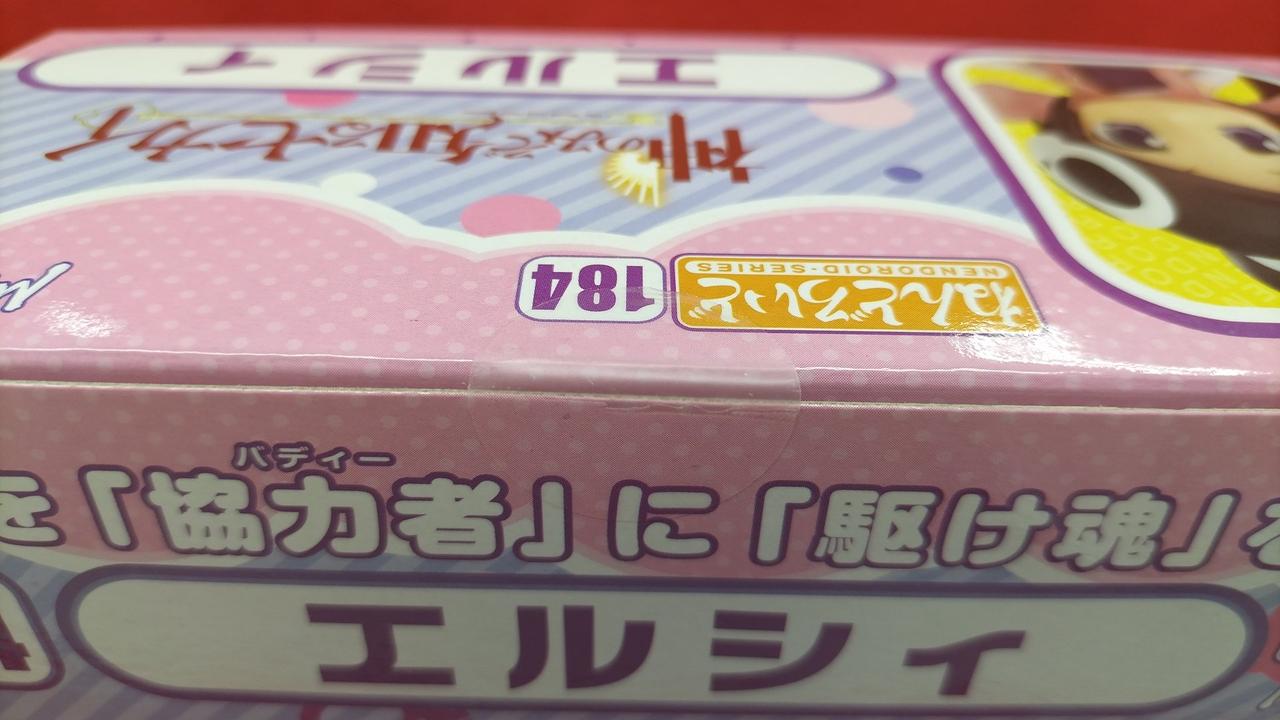 エルシィ
神のみぞ知るセカイ
ねんどろいど
NENDOROID-SERIES
184
バディー
を「協力者」に「駆け魂」を
エルシィ
4